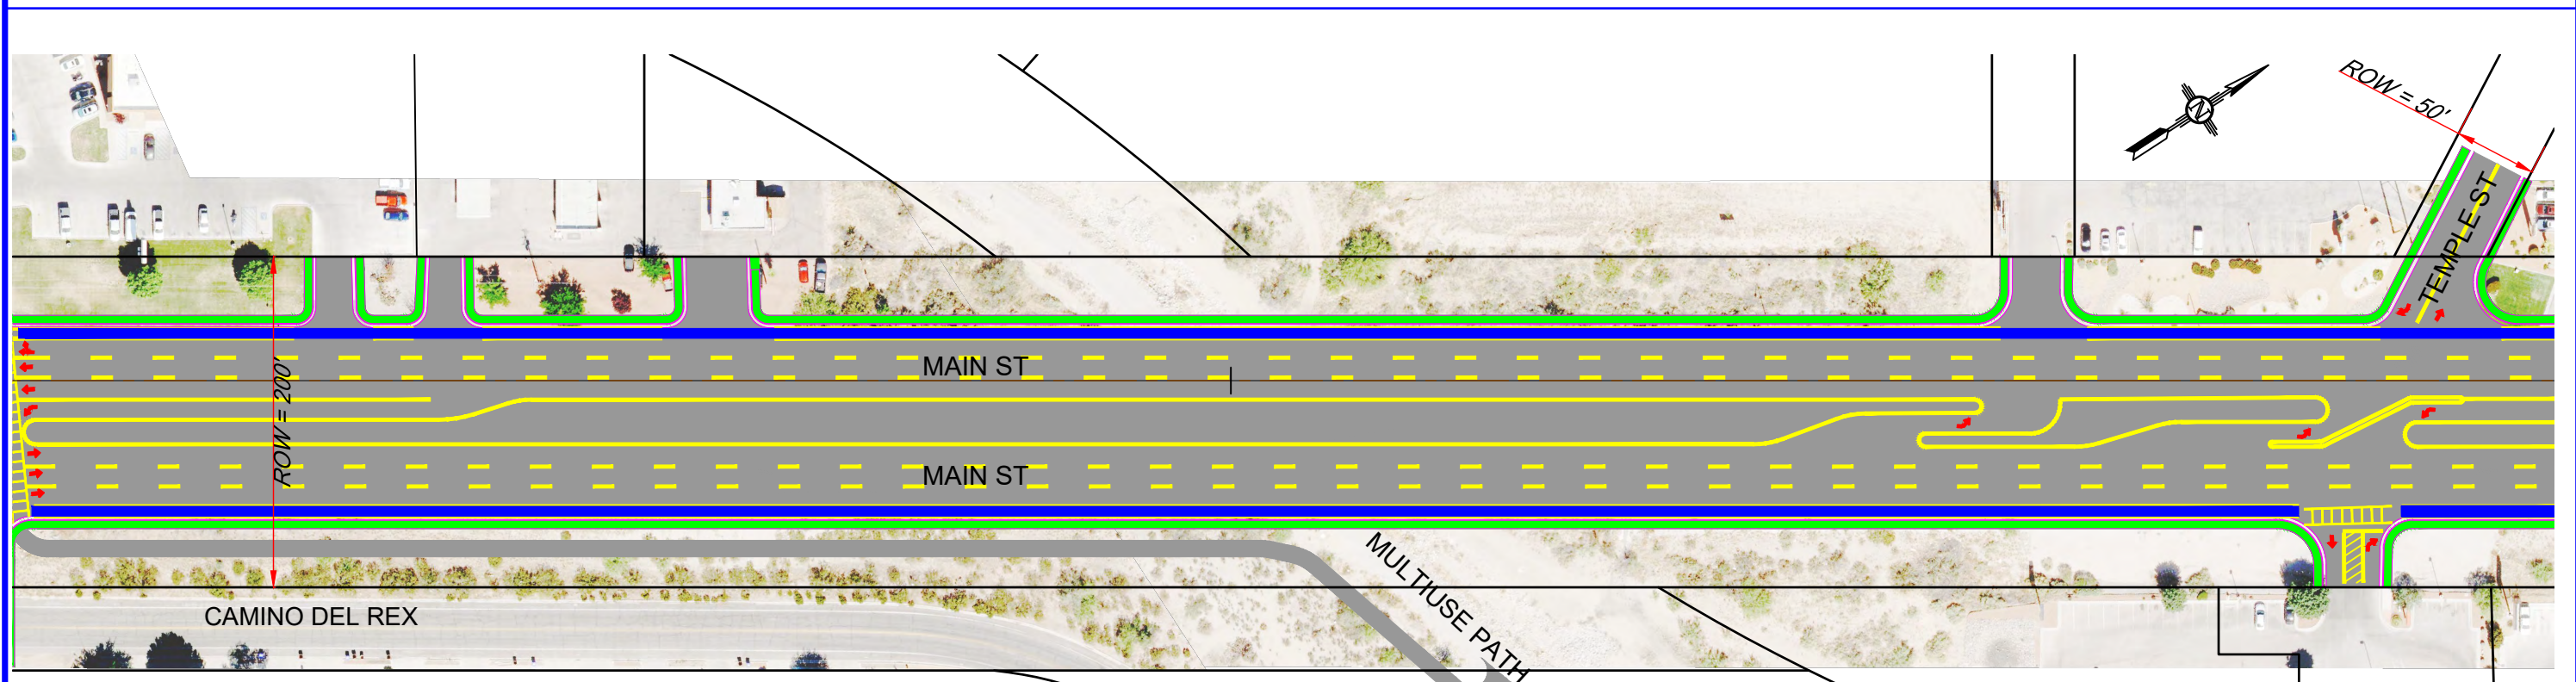 ROW = 50'
N
TEMPLE ST
MAIN ST
ROW = 200'
MAIN ST
MULTIUSE PATH
CAMINO DEL REX